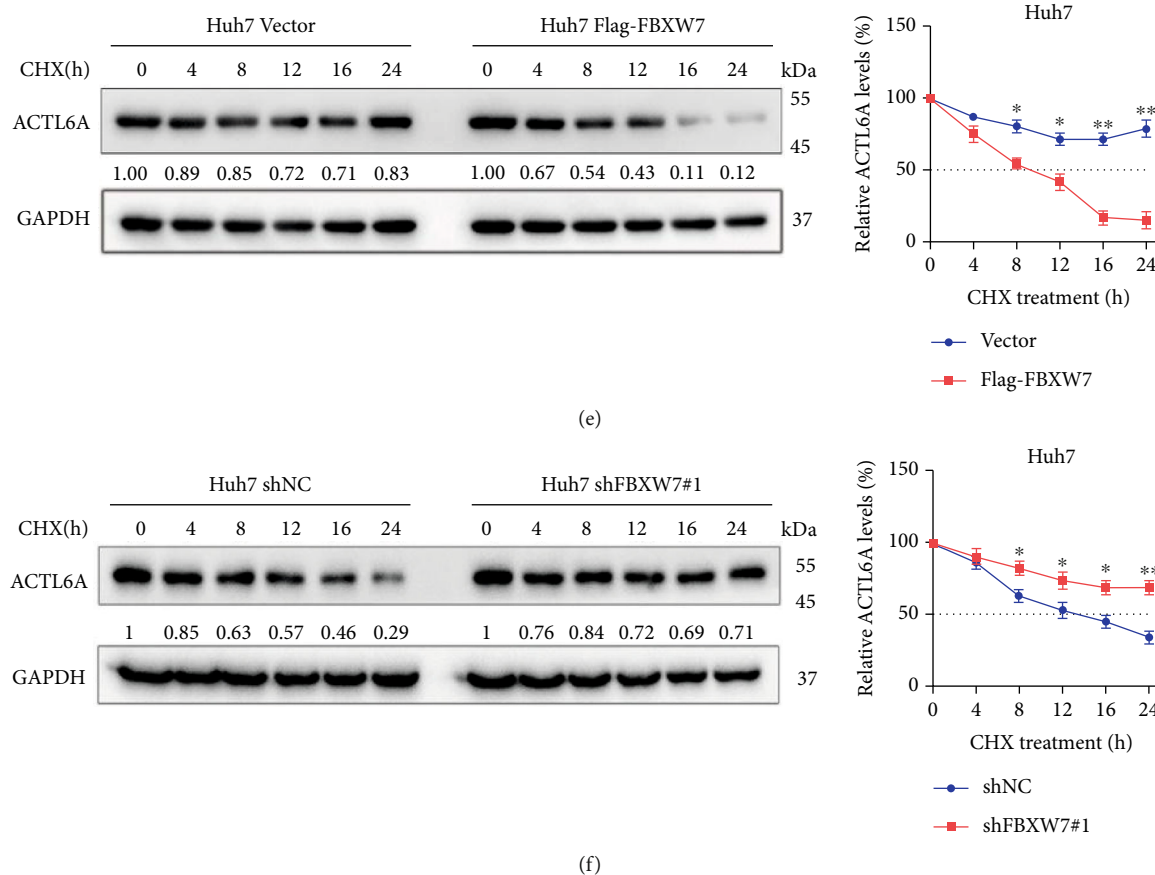 Huh7 Vector
Huh7 Flag-FBXW7
CHX(h)
0 4 8 12 16 24
0 4 8 12 16 24
kDa
ACTL6A
55
45
1.00 0.89 0.85 0.72 0.71 0.83
1.00 0.67 0.54 0.43 0.11 0.12
GAPDH
37
Huh7
Relative ACTL6A levels (%)
150
100
50
0
* * ** **
0 4 8 12 16 24
CHX treatment (h)
Vector
Flag-FBXW7
(e)
Huh7 shNC
Huh7 shFBXW7#1
CHX(h)
0 4 8 12 16 24
0 4 8 12 16 24
kDa
ACTL6A
55
45
1 0.85 0.63 0.57 0.46 0.29
1 0.76 0.84 0.72 0.69 0.71
GAPDH
37
Huh7
Relative ACTL6A levels (%)
150
100
50
0
* * * **
0 4 8 12 16 24
CHX treatment (h)
shNC
shFBXW7#1
(f)